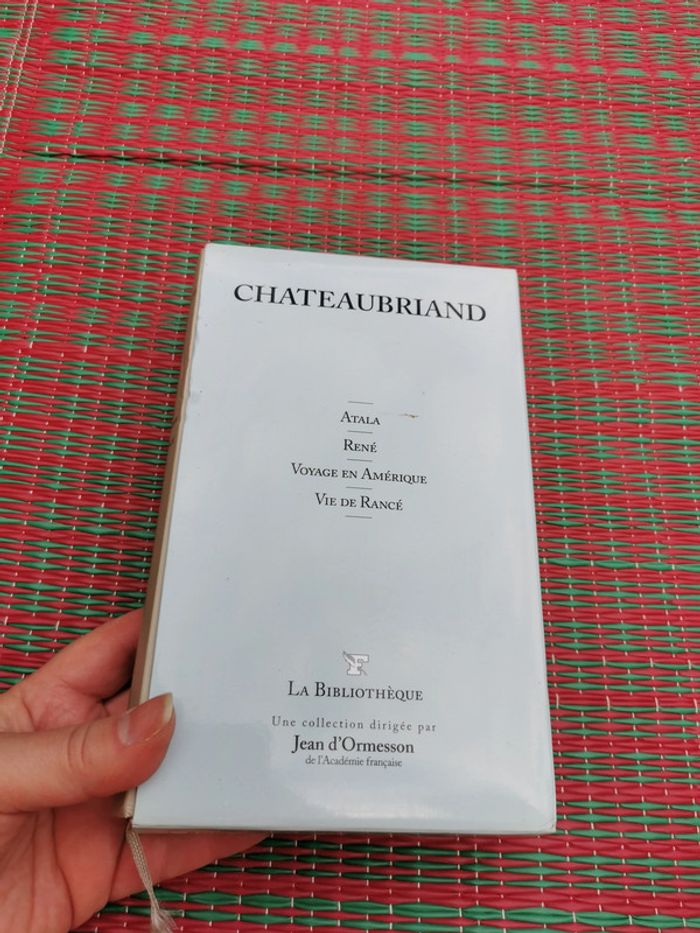 CHATEAUBRIAND
ATALA
RENÉ
VOYAGE EN AMÉRIQUE
VIE DE RANCÉ
F
LA BIBLIOTHÈQUE
Une collection dirigée par
Jean d'Ormesson
de l'Académie française